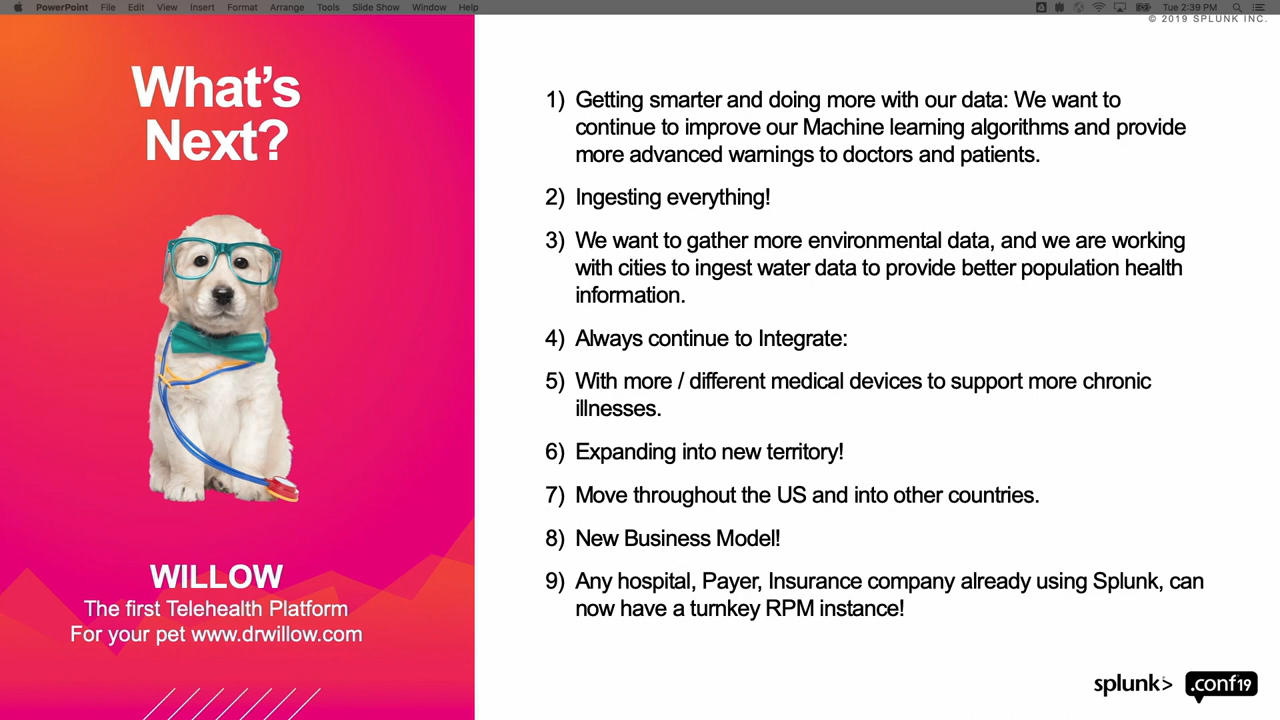 PowerPoint File Edit View Insert Format Arrange Tools Slide Show Window Help Tue 2:39 PM
© 2019 SPLUNK INC.
What's
Next?
WILLOW
The first Telehealth Platform
For your pet www.drwillow.com
1) Getting smarter and doing more with our data: We want to
continue to improve our Machine learning algorithms and provide
more advanced warnings to doctors and patients.
2) Ingesting everything!
3) We want to gather more environmental data, and we are working
with cities to ingest water data to provide better population health
information.
4) Always continue to Integrate:
5) With more / different medical devices to support more chronic
illnesses.
6) Expanding into new territory!
7) Move throughout the US and into other countries.
8) New Business Model!
9) Any hospital, Payer, Insurance company already using Splunk, can
now have a turnkey RPM instance!
splunk> .conf19